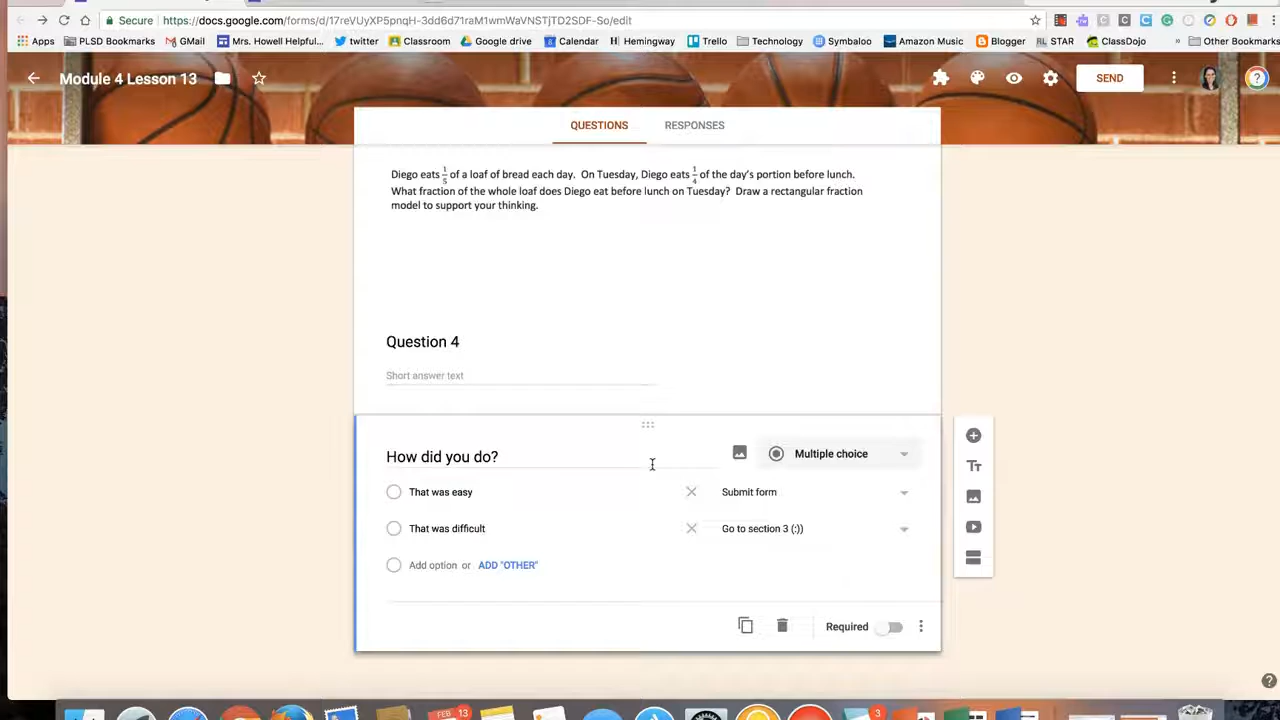 Secure https://docs.google.com/forms/d/17reVUyXP5pnqH-3dd6d71raM1wmWaVNSTjTD2SDF-So/edit
Apps PLSD Bookmarks GMail Mrs. Howell Helpful... twitter Classroom Google drive Calendar Hemingway Trello Technology Symbaloo Amazon Music Blogger STAR ClassDojo » Other Bookmarks
Module 4 Lesson 13 SEND
QUESTIONS RESPONSES
Diego eats 1/5 of a loaf of bread each day. On Tuesday, Diego eats 1/4 of the day's portion before lunch.
What fraction of the whole loaf does Diego eat before lunch on Tuesday? Draw a rectangular fraction
model to support your thinking.
Question 4
Short answer text
How did you do? Multiple choice
That was easy Submit form
That was difficult Go to section 3 (:))
Add option or ADD "OTHER"
Required
FEB 13 3